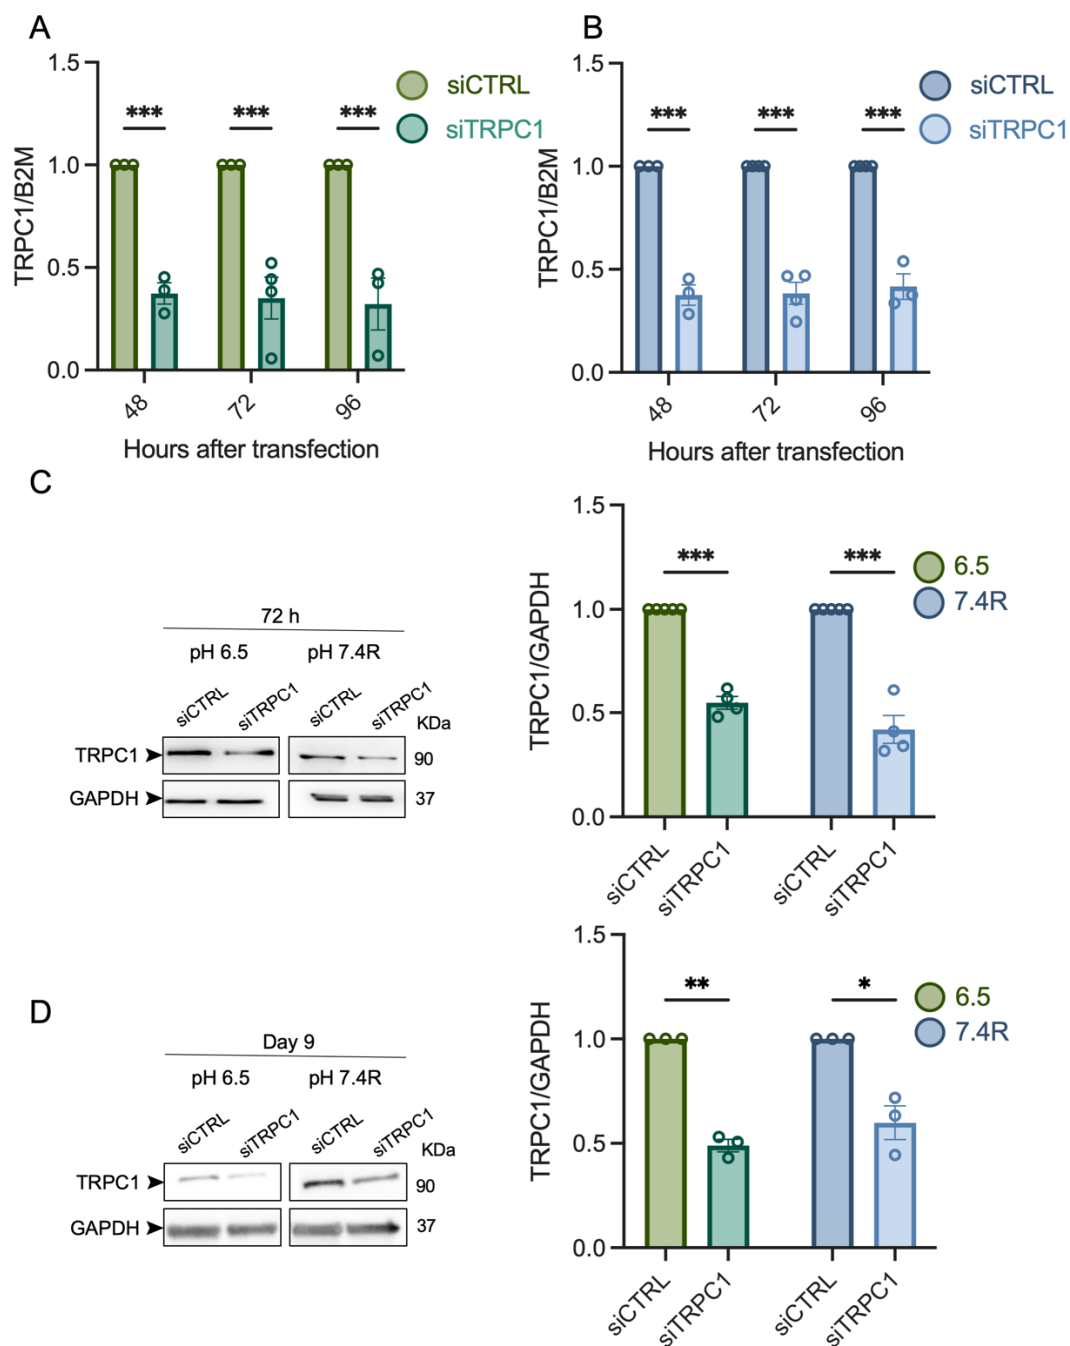 A
1.5
1.0
0.5
0.0
TRPC1/B2M
*** *** ***
siCTRL
siTRPC1
48 72 96
Hours after transfection
B
1.5
1.0
0.5
0.0
TRPC1/B2M
*** *** ***
siCTRL
siTRPC1
48 72 96
Hours after transfection
C
72 h
pH 6.5 pH 7.4R
siCTRL siTRPC1 siCTRL siTRPC1
KDa
TRPC1 90
GAPDH 37
1.5
1.0
0.5
0.0
TRPC1/GAPDH
*** ***
6.5
7.4R
siCTRL siTRPC1 siCTRL siTRPC1
D
Day 9
pH 6.5 pH 7.4R
siCTRL siTRPC1 siCTRL siTRPC1
KDa
TRPC1 90
GAPDH 37
1.5
1.0
0.5
0.0
TRPC1/GAPDH
** *
6.5
7.4R
siCTRL siTRPC1 siCTRL siTRPC1